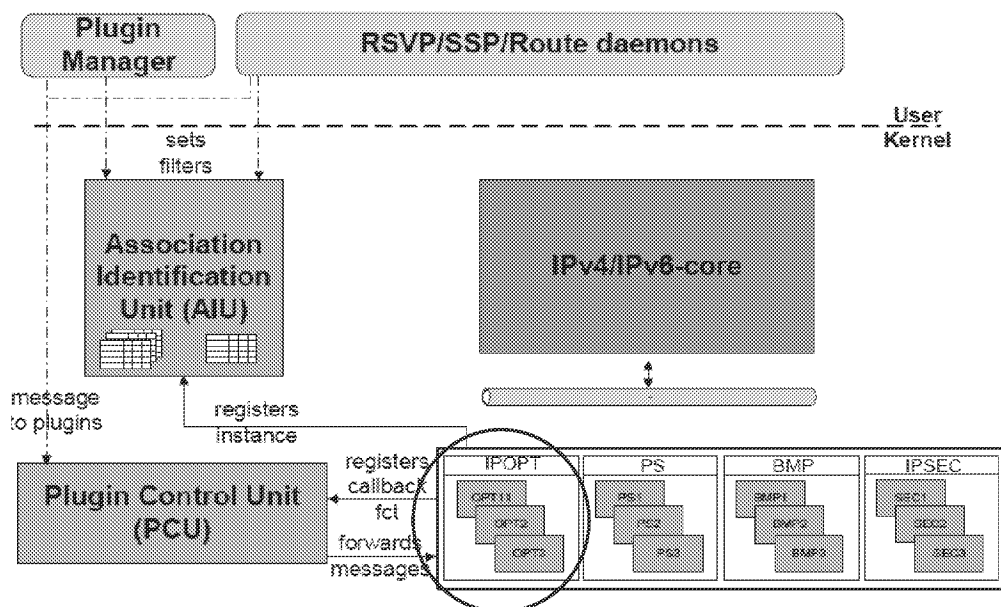 Plugin
Manager
RSVP/SSP/Route daemons
User
Kernel
sets
filters
Association
Identification
Unit (AIU)
IPv4/IPv6-core
message
to plugins
registers
instance
Plugin Control Unit
(PCU)
registers
callback
fct
forwards
messages
IPOPT
PS
BMP
IPSEC
OPT11
OPT2
OPT3
PS1
PS2
PS3
BMP1
BMP2
BMP3
SEC1
SEC2
SEC3